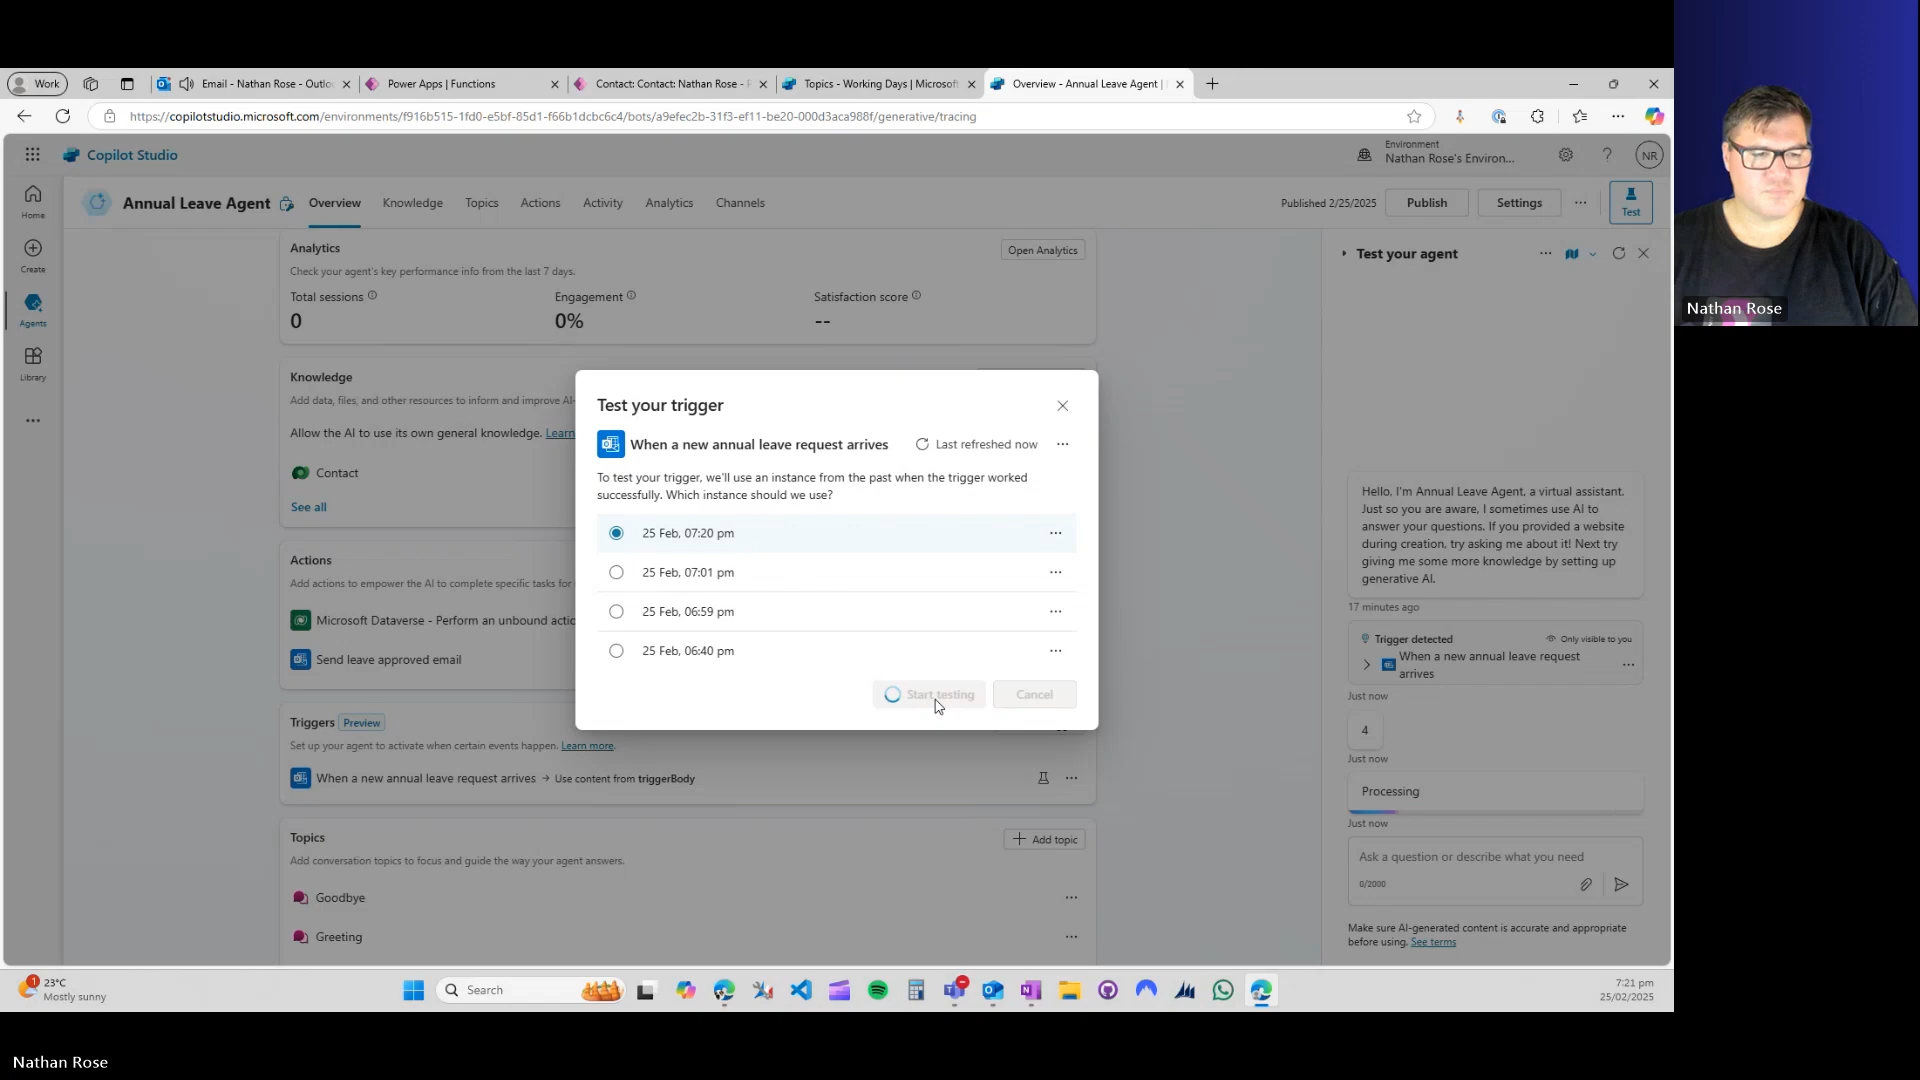 Work
Email - Nathan Rose - Outlo
Power Apps | Functions
Contact: Contact: Nathan Rose - P
Topics - Working Days | Microsoft
Overview - Annual Leave Agent |
https://copilotstudio.microsoft.com/environments/f916b515-1fd0-e5bf-85d1-f66b1dcbc6c4/bots/a9efec2b-31f3-ef11-be20-000d3aca988f/generative/tracing
Copilot Studio
Environment
Nathan Rose's Environ...
NR
Annual Leave Agent
Overview
Knowledge
Topics
Actions
Activity
Analytics
Channels
Published 2/25/2025
Publish
Settings
Test
Home
Create
Agents
Library
Analytics
Open Analytics
Check your agent's key performance info from the last 7 days.
Total sessions
Engagement
Satisfaction score
0
0%
--
Knowledge
Add data, files, and other resources to inform and improve AI-
Allow the AI to use its own general knowledge. Learn
Contact
See all
Actions
Add actions to empower the AI to complete specific tasks for
Microsoft Dataverse - Perform an unbound actio
Send leave approved email
Triggers
Preview
Set up your agent to activate when certain events happen. Learn more.
When a new annual leave request arrives → Use content from triggerBody
Topics
Add topic
Add conversation topics to focus and guide the way your agent answers.
Goodbye
Greeting
Test your trigger
When a new annual leave request arrives
Last refreshed now
To test your trigger, we'll use an instance from the past when the trigger worked
successfully. Which instance should we use?
25 Feb, 07:20 pm
25 Feb, 07:01 pm
25 Feb, 06:59 pm
25 Feb, 06:40 pm
Start testing
Cancel
Test your agent
Hello, I'm Annual Leave Agent, a virtual assistant.
Just so you are aware, I sometimes use AI to
answer your questions. If you provided a website
during creation, try asking me about it! Next try
giving me some more knowledge by setting up
generative AI.
17 minutes ago
Trigger detected
Only visible to you
When a new annual leave request
arrives
Just now
4
Just now
Processing
Just now
Ask a question or describe what you need
0/2000
Make sure AI-generated content is accurate and appropriate
before using. See terms
1
23°C
Mostly sunny
Search
7:21 pm
25/02/2025
Nathan Rose
Nathan Rose